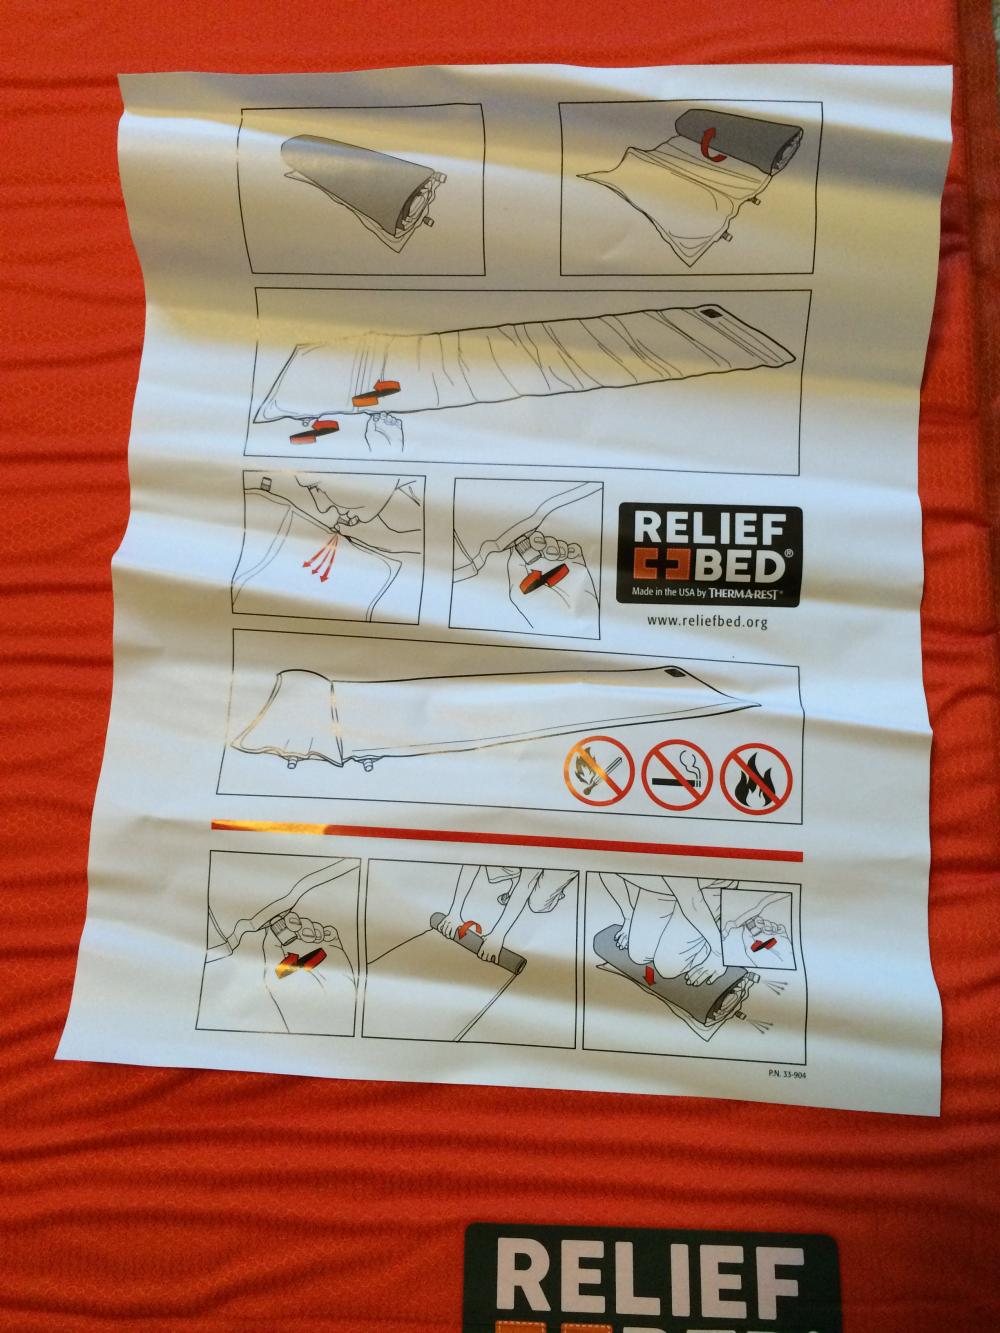 RELIEF
BED®
Made in the USA by THERM-A-REST®
www.reliefbed.org
P.N. 33-904
RELIEF